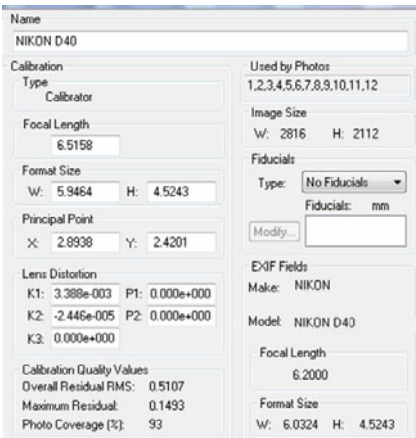 Name
NIKON D40
Calibration
Type
Calibrator
Focal Length
6.5158
Format Size
W: 5.9464 H: 4.5243
Principal Point
X: 2.8938 Y: 2.4201
Lens Distortion
K1: 3.388e-003 P1: 0.000e+000
K2: -2.446e-005 P2: 0.000e+000
K3: 0.000e+000
Calibration Quality Values
Overall Residual RMS: 0.5107
Maximum Residual: 0.1493
Photo Coverage (%): 93
Used by Photos
1,2,3,4,5,6,7,8,9,10,11,12
Image Size
W: 2816 H: 2112
Fiducials
Type: No Fiducials
Fiducials: mm
Modify...
EXIF Fields
Make: NIKON
Model: NIKON D40
Focal Length
6.2000
Format Size
W: 6.0324 H: 4.5243